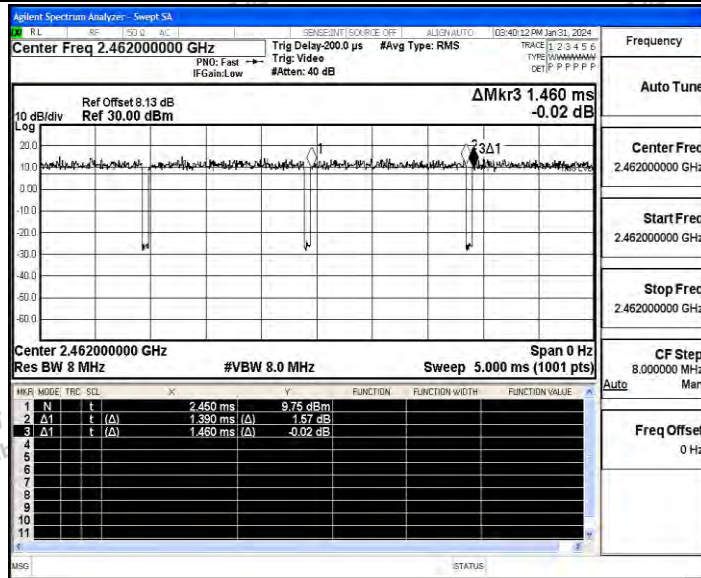 Agilent Spectrum Analyzer - Swept SA
RL RF 50 Ω AC SENSE:INT SOURCE OFF ALIGN AUTO 03:40:12 PM Jan 31, 2024
Center Freq 2.462000000 GHz
PNO: Fast
IFGain:Low
Trig Delay-200.0 µs
Trig: Video
#Atten: 40 dB
#Avg Type: RMS
TRACE 1 2 3 4 5 6
TYPE WWWWWW
DET P P P P P P
Frequency
Auto Tune
Center Freq
2.462000000 GHz
Start Freq
2.462000000 GHz
Stop Freq
2.462000000 GHz
CF Step
8.000000 MHz
Auto Man
Freq Offset
0 Hz
Ref Offset 8.13 dB
10 dB/div Ref 30.00 dBm
ΔMkr3 1.460 ms
-0.02 dB
Log
20.0
10.0
0.00
-10.0
-20.0
-30.0
-40.0
-50.0
-60.0
1
2
3Δ1
Center 2.462000000 GHz Span 0 Hz
Res BW 8 MHz #VBW 8.0 MHz Sweep 5.000 ms (1001 pts)
MKR MODE TRC SCL X Y FUNCTION FUNCTION WIDTH FUNCTION VALUE
1 N t 2.450 ms 9.75 dBm
2 Δ1 t (Δ) 1.390 ms (Δ) 1.57 dB
3 Δ1 t (Δ) 1.460 ms (Δ) -0.02 dB
4
5
6
7
8
9
10
11
MSG STATUS